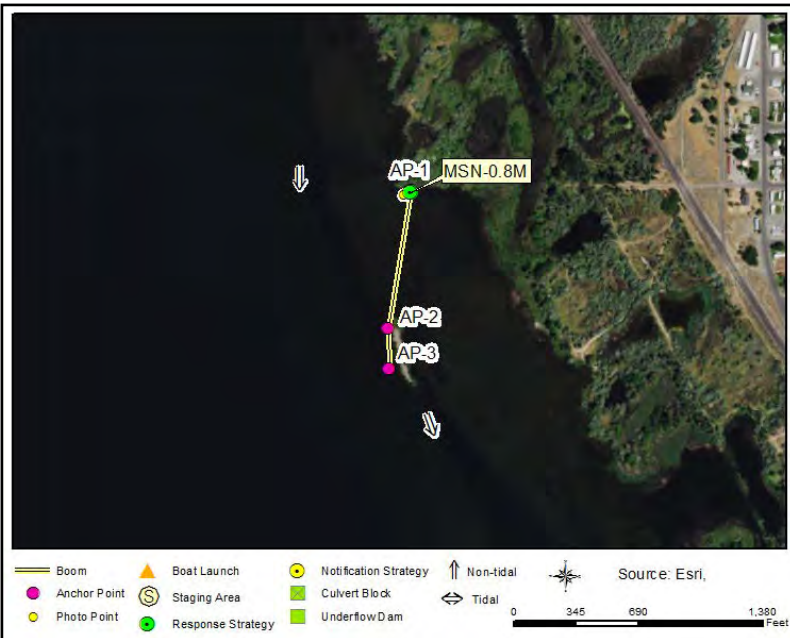 AP-1 MSN-0.8M
AP-2
AP-3
Boom
Anchor Point
Photo Point
Boat Launch
S Staging Area
Response Strategy
Notification Strategy
Culvert Block
Underflow Dam
Non-tidal
Tidal
Source: Esri,
0 345 690 1,380
Feet